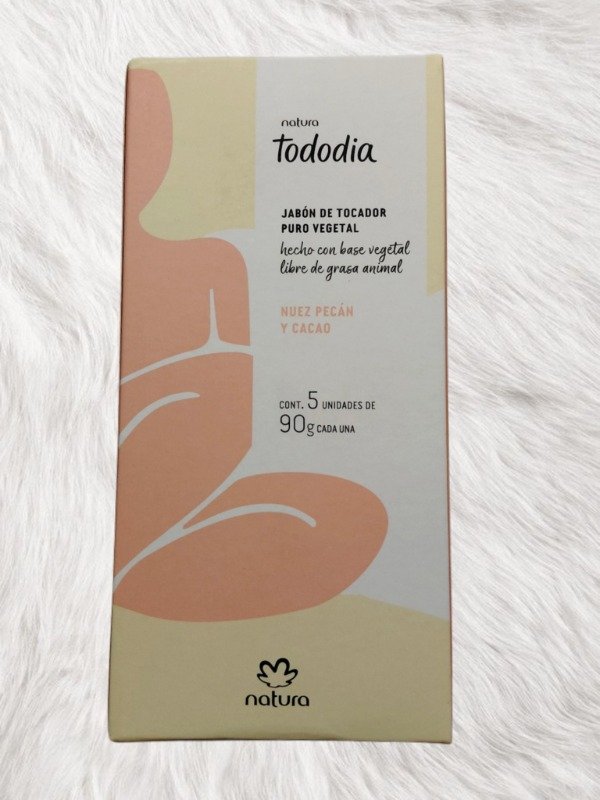 natura
tododia
JABÓN DE TOCADOR
PURO VEGETAL
hecho con base vegetal
libre de grasa animal
NUEZ PECÁN
Y CACAO
CONT. 5 UNIDADES DE
90g CADA UNA
natura